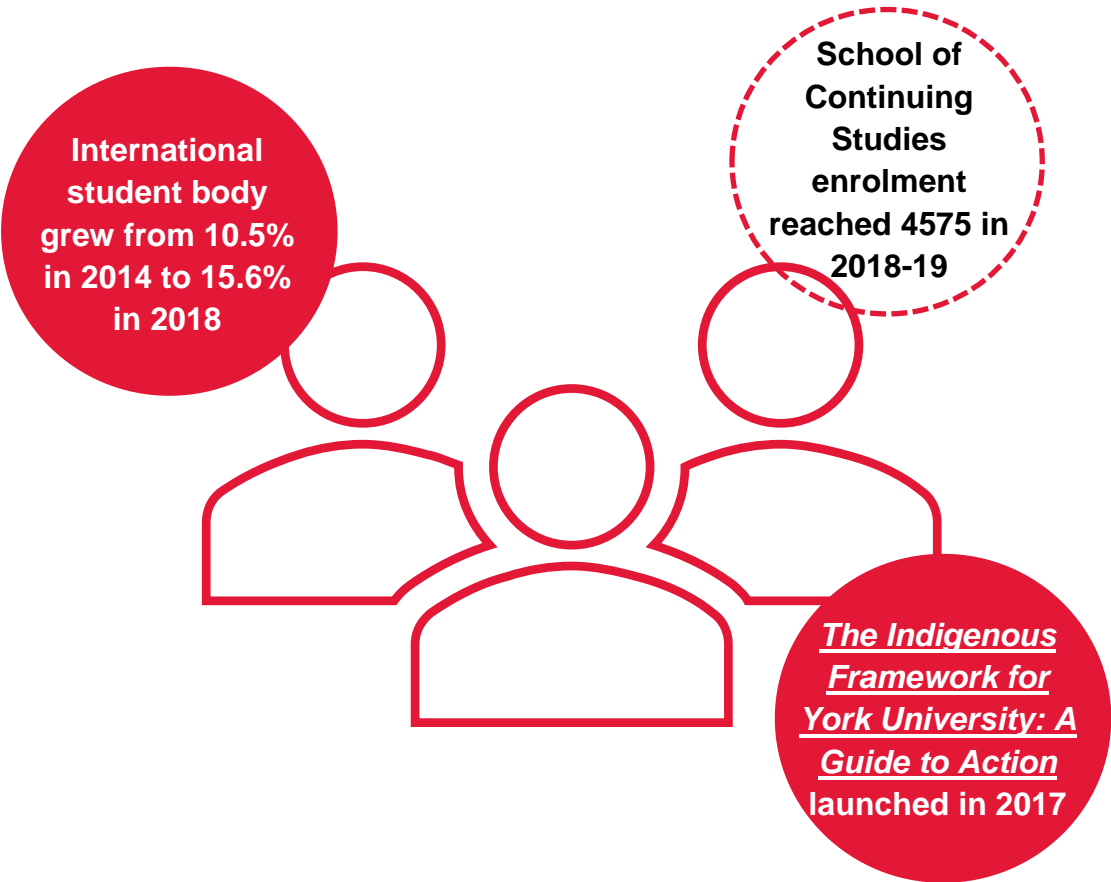 International
student body
grew from 10.5%
in 2014 to 15.6%
in 2018
School of
Continuing
Studies
enrolment
reached 4575 in
2018-19
The Indigenous
Framework for
York University: A
Guide to Action
launched in 2017